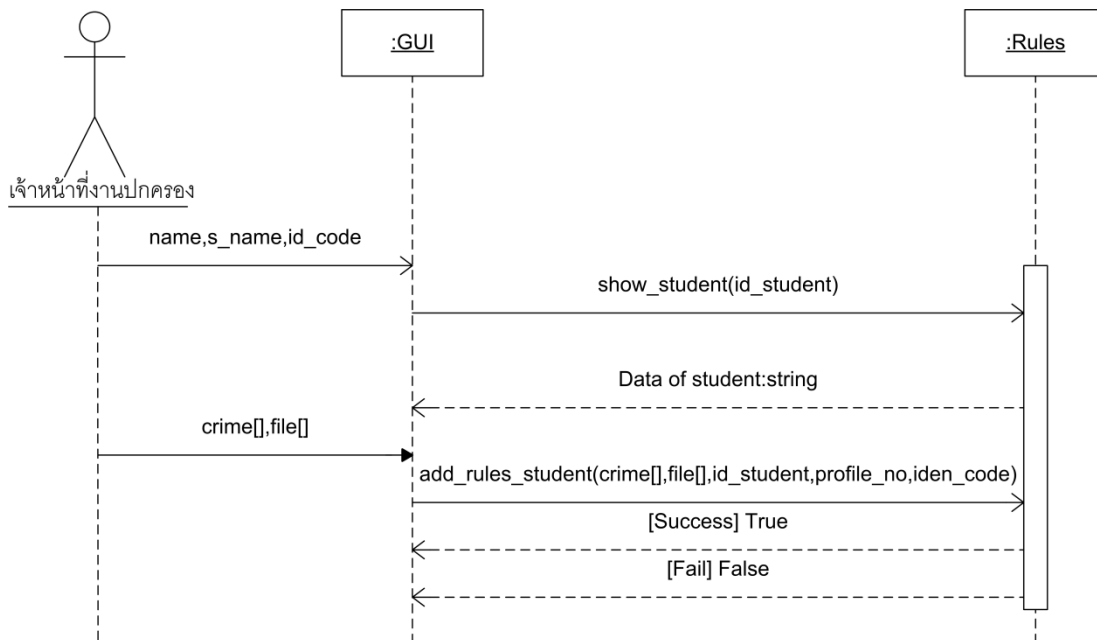 :GUI
:Rules
เจ้าหน้าที่งานปกครอง
name,s_name,id_code
show_student(id_student)
Data of student:string
crime[],file[]
add_rules_student(crime[],file[],id_student,profile_no,iden_code)
[Success] True
[Fail] False